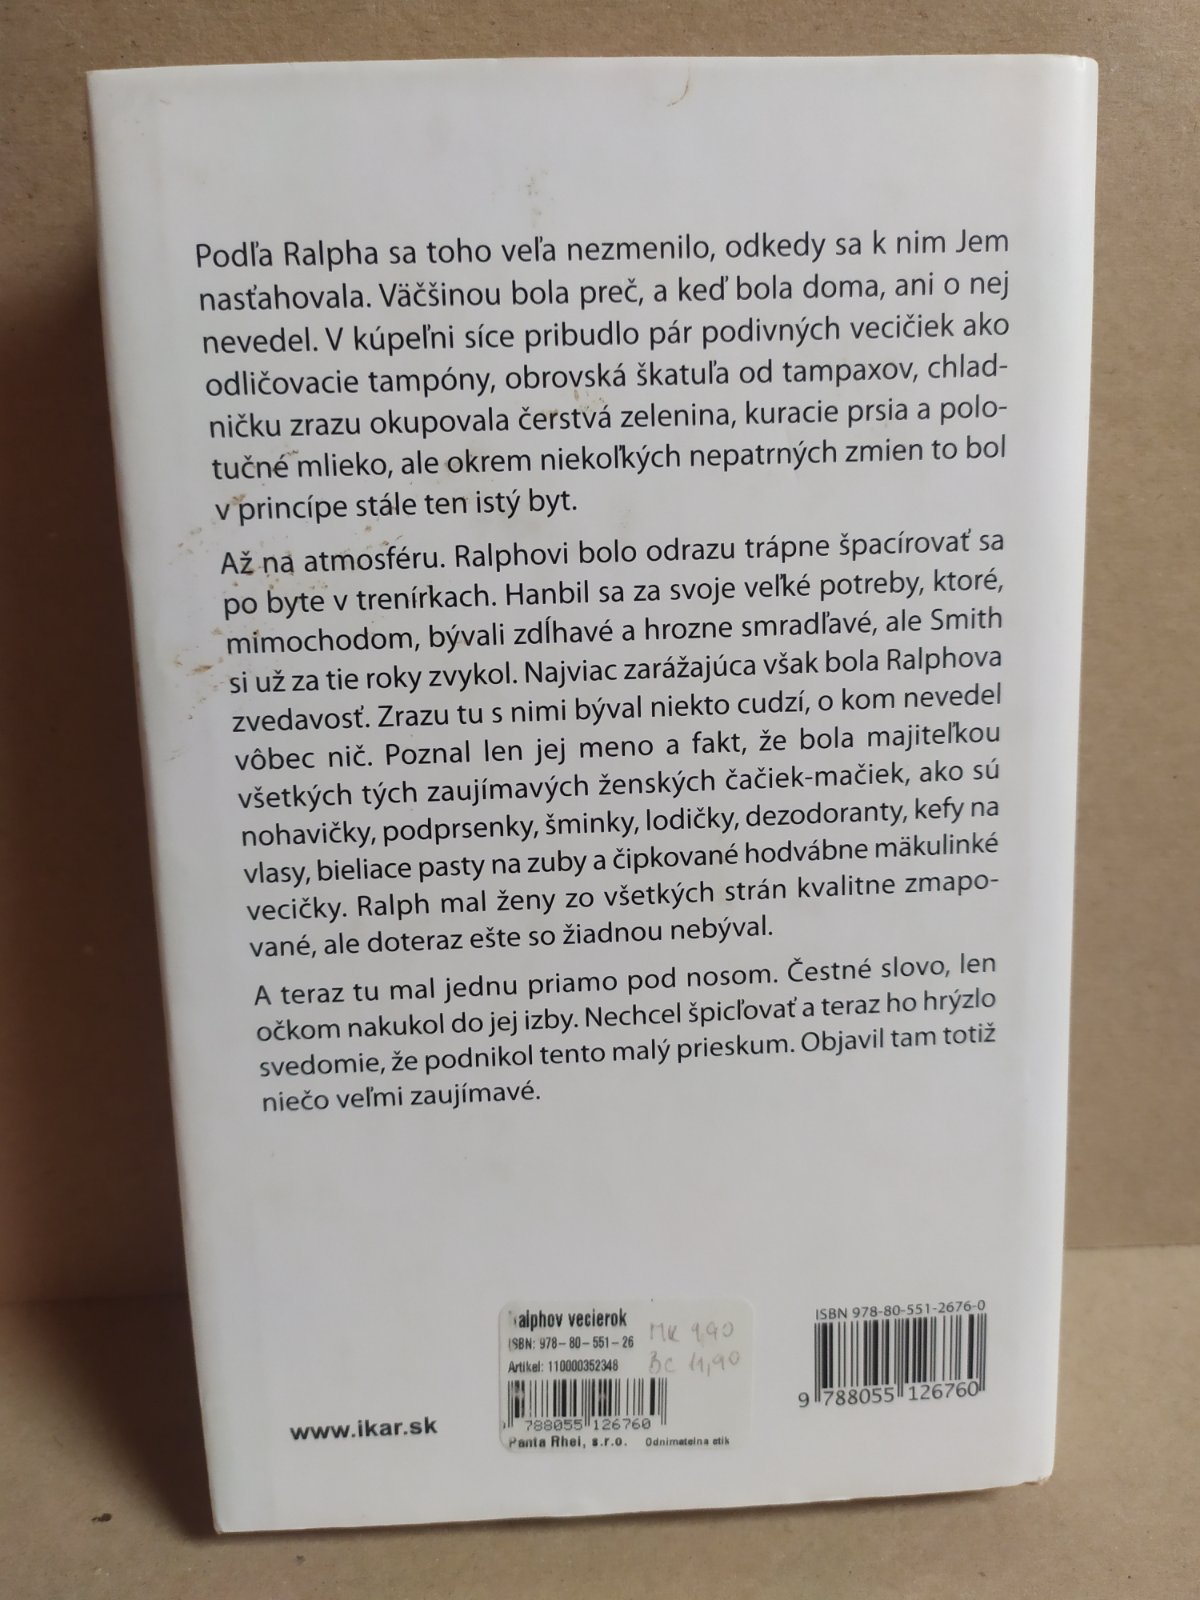 Podľa Ralpha sa toho veľa nezmenilo, odkedy sa k nim Jem
nasťahovala. Väčšinou bola preč, a keď bola doma, ani o nej
nevedel. V kúpeľni síce pribudlo pár podivných vecičiek ako
odličovacie tampóny, obrovská škatuľa od tampaxov, chlad-
ničku zrazu okupovala čerstvá zelenina, kuracie prsia a polo-
tučné mlieko, ale okrem niekoľkých nepatrných zmien to bol
v princípe stále ten istý byt.
Až na atmosféru. Ralphovi bolo odrazu trápne špacírovať sa
po byte v trenírkach. Hanbil sa za svoje veľké potreby, ktoré,
mimochodom, bývali zdĺhavé a hrozne smradľavé, ale Smith
si už za tie roky zvykol. Najviac zarážajúca však bola Ralphova
zvedavosť. Zrazu tu s nimi býval niekto cudzí, o kom nevedel
vôbec nič. Poznal len jej meno a fakt, že bola majiteľkou
všetkých tých zaujímavých ženských čačiek-mačiek, ako sú
nohavičky, podprsenky, šminky, lodičky, dezodoranty, kefy na
vlasy, bieliace pasty na zuby a čipkované hodvábne mäkulinké
vecičky. Ralph mal ženy zo všetkých strán kvalitne zmapo-
vané, ale doteraz ešte so žiadnou nebýval.
A teraz tu mal jednu priamo pod nosom. Čestné slovo, len
očkom nakukol do jej izby. Nechcel špicľovať a teraz ho hrýzlo
svedomie, že podnikol tento malý prieskum. Objavil tam totiž
niečo veľmi zaujímavé.
www.ikar.sk
alphov vecierok
ISBN: 978-80-551-26
Artikel: 110000352348
MK 9,90
BC 11,90
788055 126760
Panta Rhei, s.r.o. Odnimatelna etik
ISBN 978-80-551-2676-0
9 788055 126760